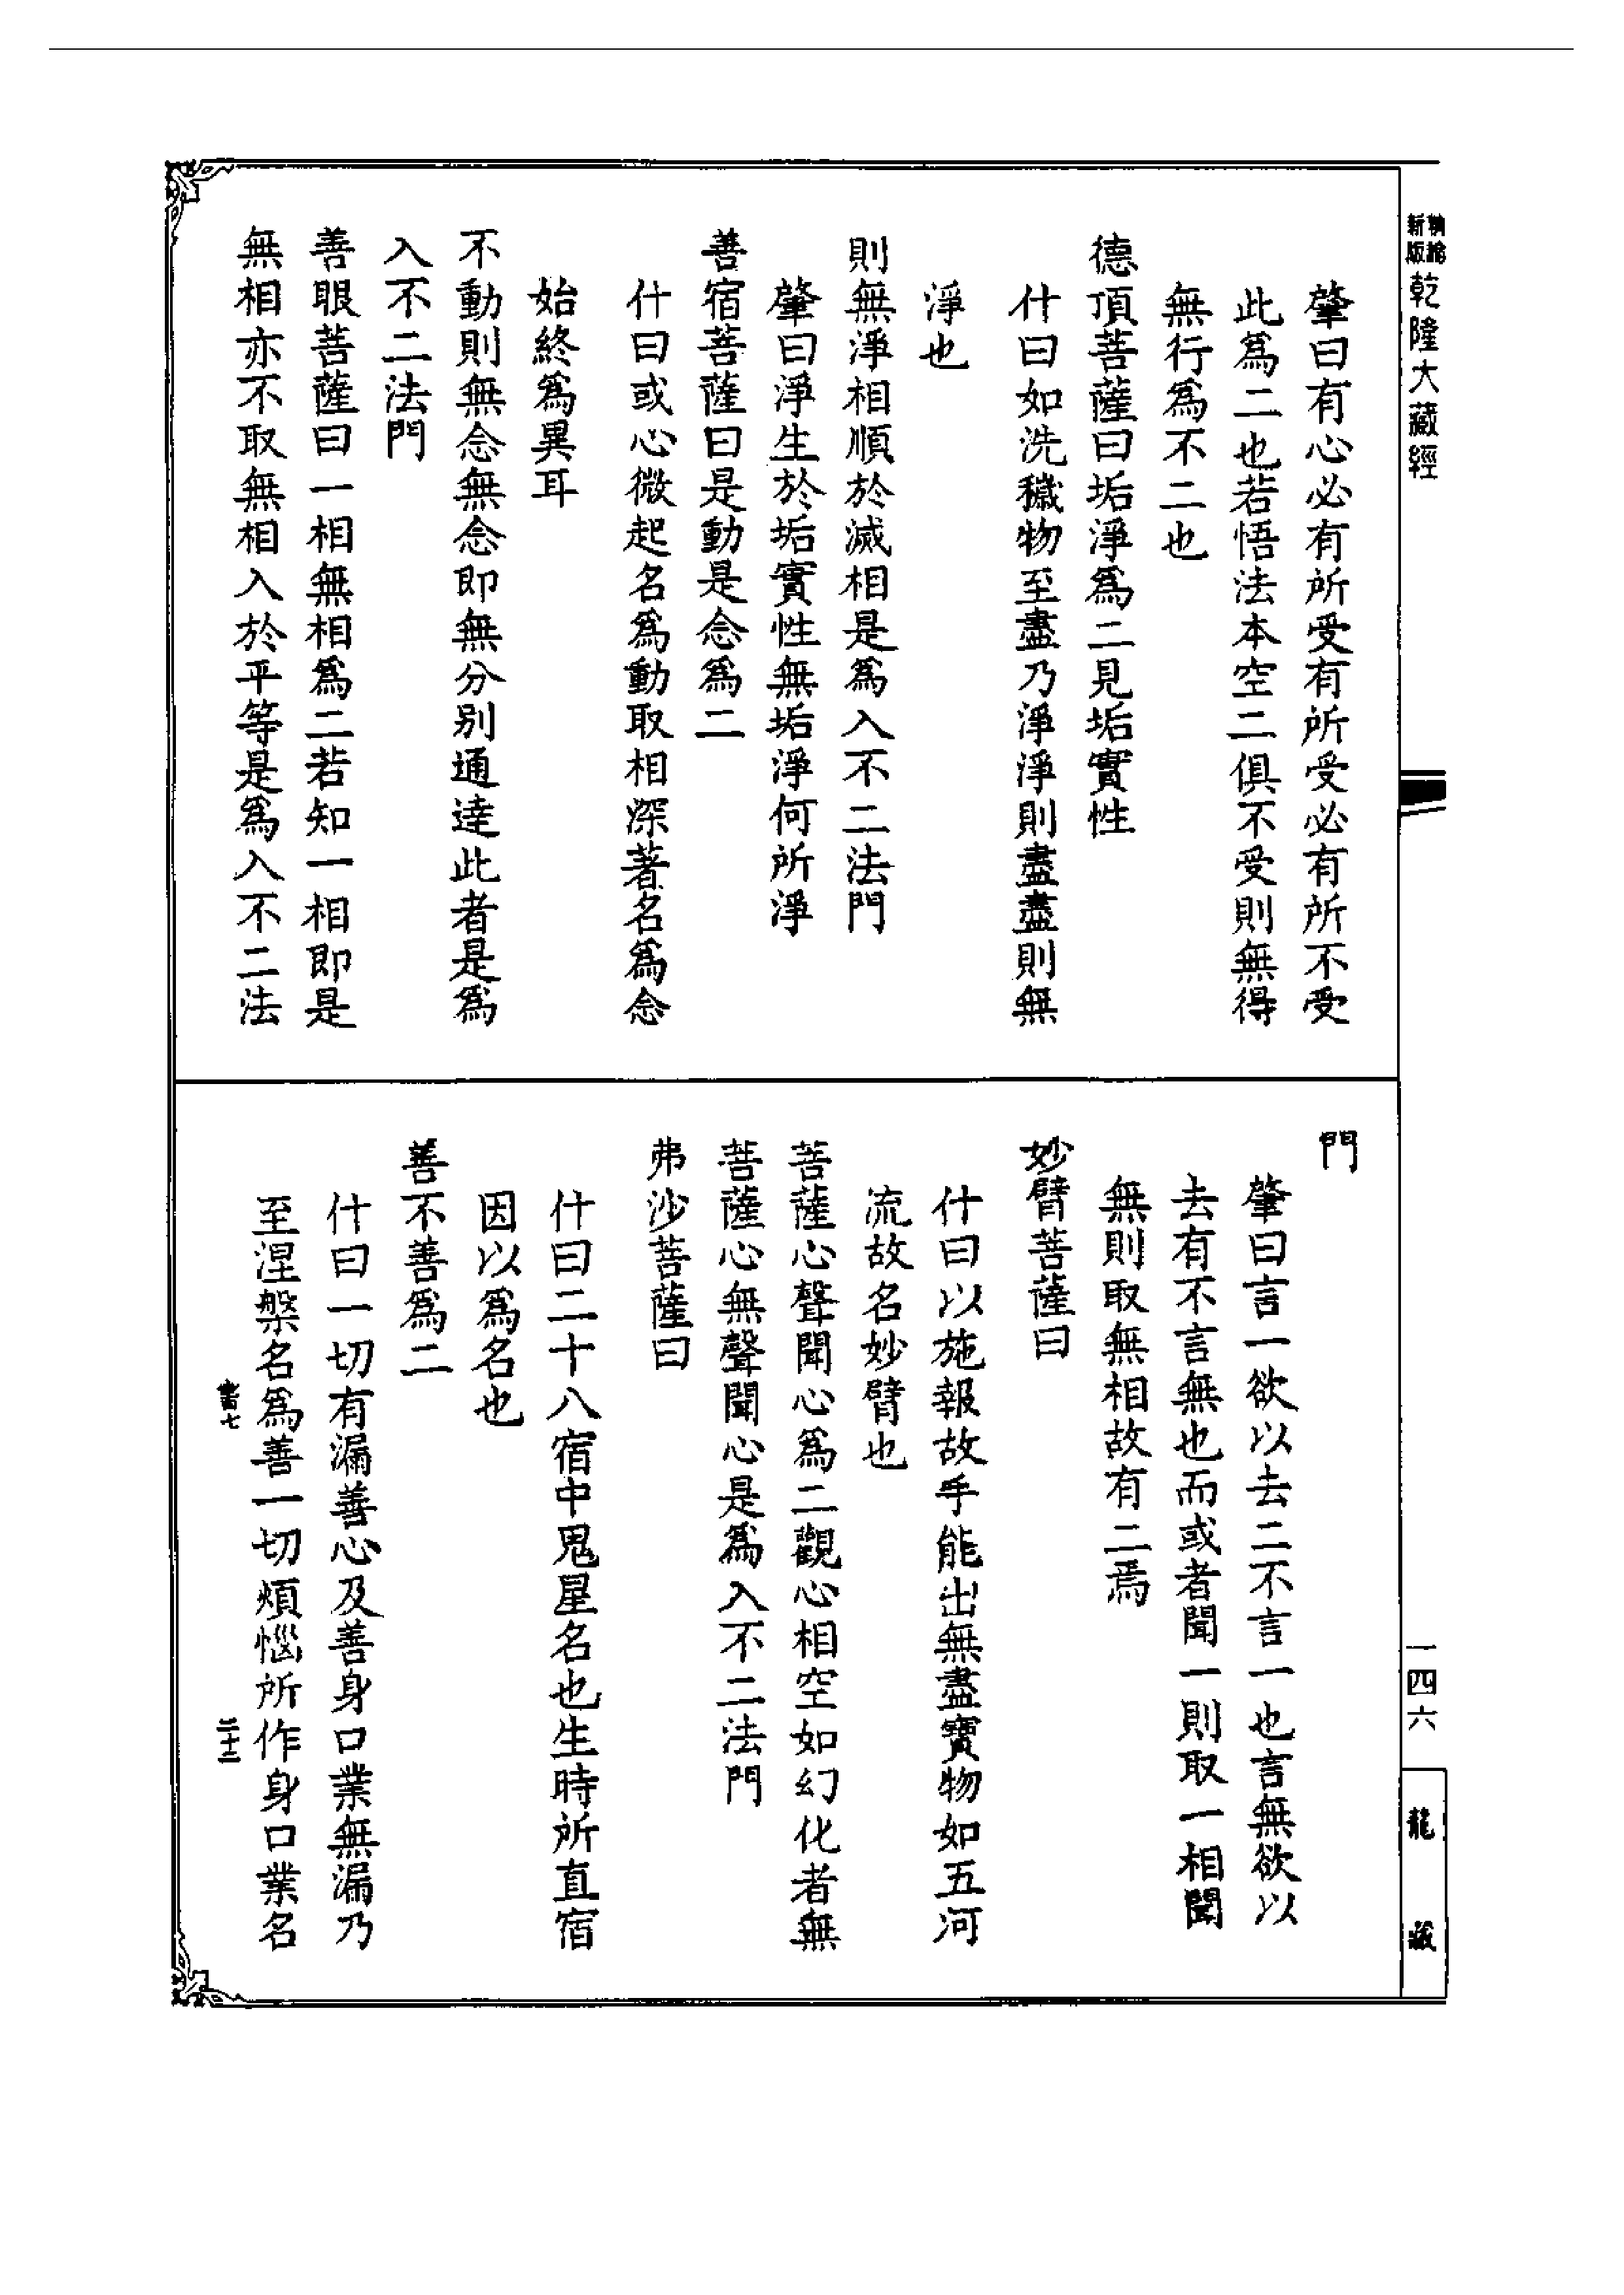 新版
乾隆大藏經
肇曰有心必有所受有所受必有所不受
此爲二也若悟法本空二俱不受則無得
無行爲不二也
德頂菩薩曰垢淨爲二見垢實性
什曰如洗穢物至盡乃淨淨則盡盡則無
淨也
則無淨相順於滅相是爲入不二法門
肇曰淨生於垢實性無垢淨何所淨
善宿菩薩曰是動是念爲二
什曰或心微起名爲動取相深著名爲念
始終爲異耳
不動則無念無念即無分別通達此者是爲
入不二法門
善眼菩薩曰一相無相爲二若知一相即是
無相亦不取無相入於平等是爲入不二法
門
肇曰言一欲以去二不言一也言無欲以
去有不言無也而或者聞一則取一相聞
無則取無相故有二焉
妙臂菩薩曰
什曰以施報故手能出無盡寶物如五河
流故名妙臂也
菩薩心聲聞心爲二觀心相空如幻化者無
菩薩心無聲聞心是爲入不二法門
弗沙菩薩曰
什曰二十八宿中鬼星名也生時所直宿
因以爲名也
善不善爲二
什曰一切有漏善心及善身口業無漏乃
至涅槃名爲善一切煩惱所作身口業名
一四六
龍藏